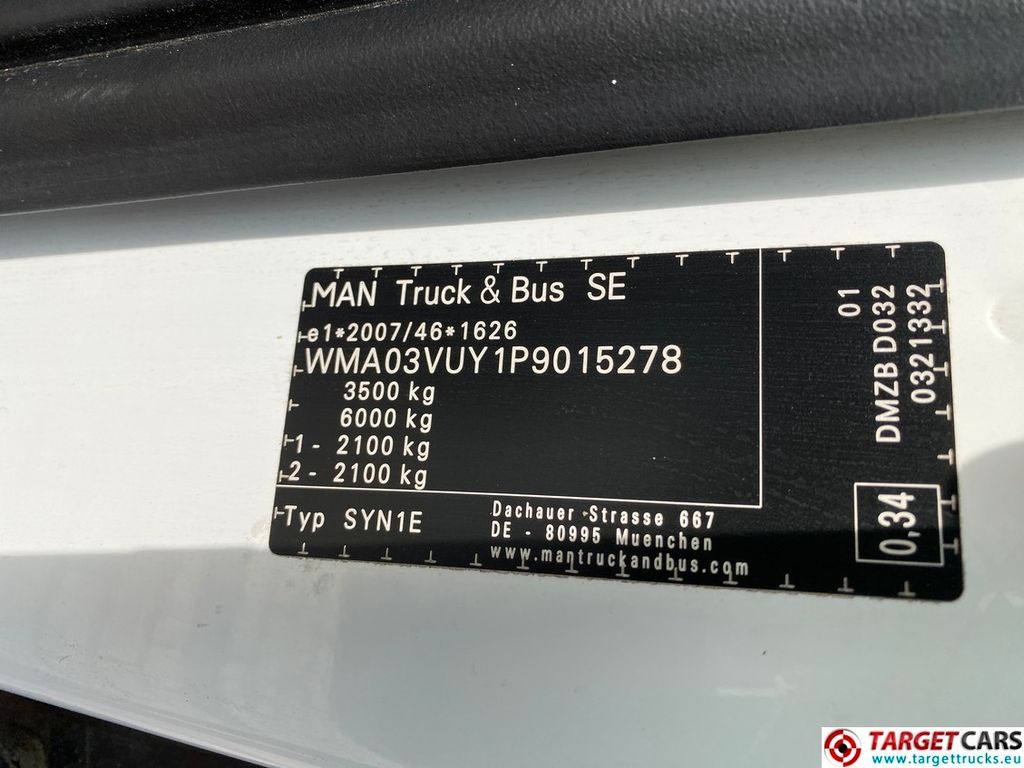 MAN Truck & Bus SE
e1*2007/46*1626
WMA03VUY1P9015278
3500 kg
6000 kg
1 - 2100 kg
2 - 2100 kg
Typ SYN1E
Dachauer Strasse 667
DE - 80995 Muenchen
www.mantruckandbus.com
01
DMZB D032
0321332
0,34
TARGETCARS
www.targettrucks.eu